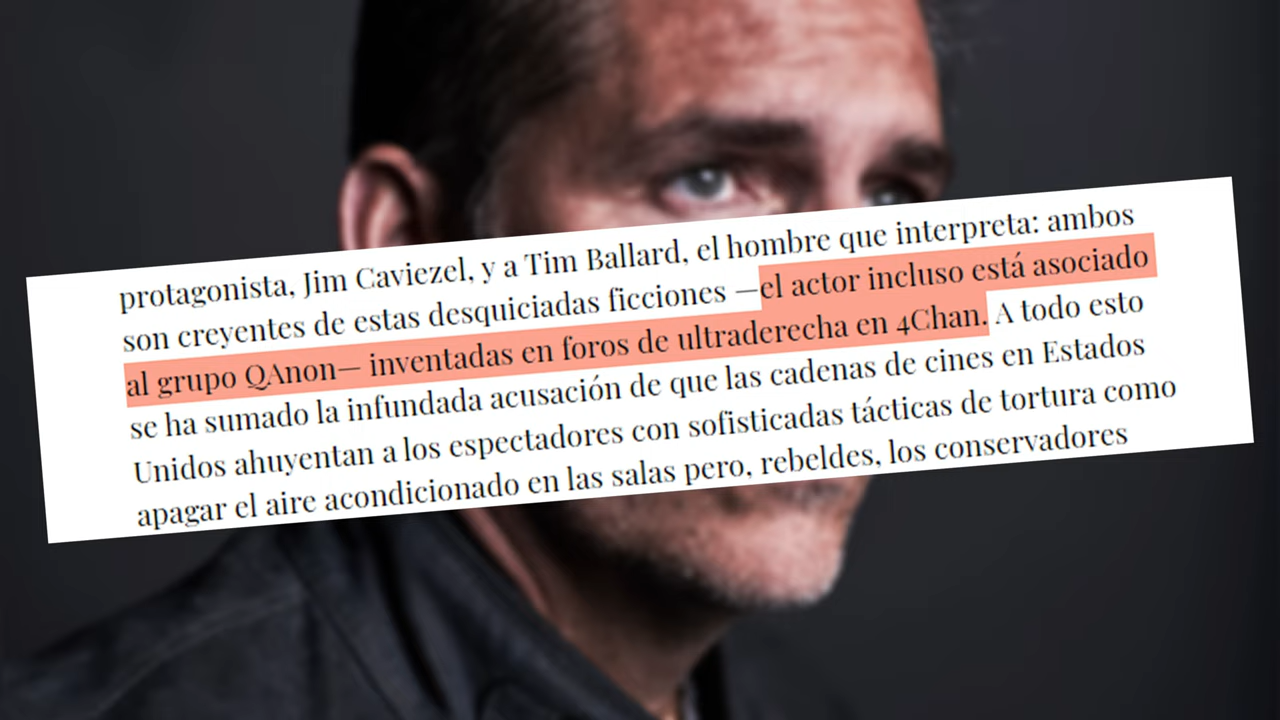 protagonista, Jim Caviezel, y a Tim Ballard, el hombre que interpreta: ambos
son creyentes de estas desquiciadas ficciones —el actor incluso está asociado
al grupo QAnon— inventadas en foros de ultraderecha en 4Chan. A todo esto
se ha sumado la infundada acusación de que las cadenas de cines en Estados
Unidos ahuyentan a los espectadores con sofisticadas tácticas de tortura como
apagar el aire acondicionado en las salas pero, rebeldes, los conservadores